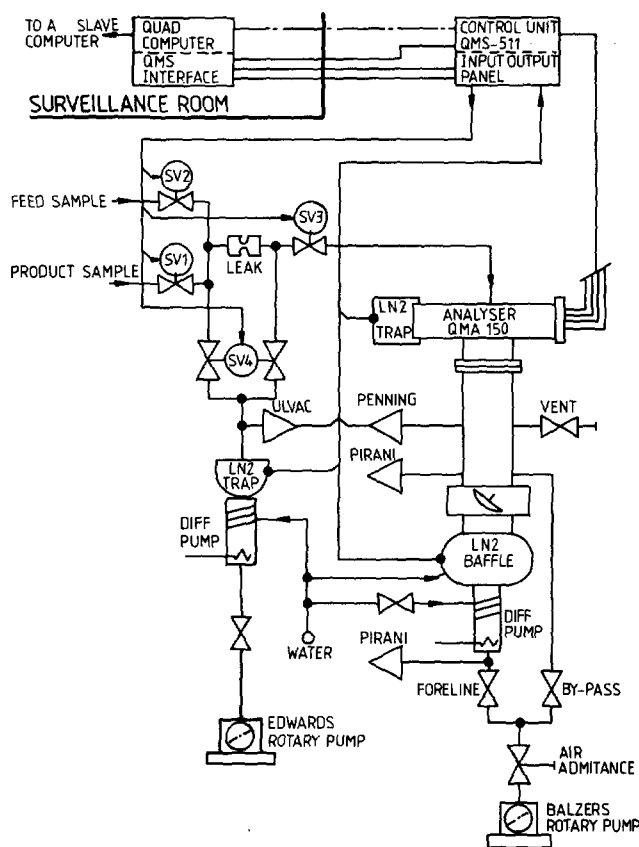 TO A SLAVE
COMPUTER
QUAD
COMPUTER
QMS
INTERFACE
CONTROL UNIT
QMS-511
INPUT OUTPUT
PANEL
SURVEILLANCE ROOM
SV2
FEED SAMPLE
SV3
SV1
LEAK
PRODUCT SAMPLE
LN2
TRAP
ANALYSER
QMA 150
SV4
ULVAC
PENNING
VENT
PIRANI
LN2
TRAP
DIFF
PUMP
LN2
BAFFLE
DIFF
PUMP
WATER
PIRANI
FORELINE
BY-PASS
EDWARDS
ROTARY PUMP
AIR
ADMITANCE
BALZERS
ROTARY PUMP